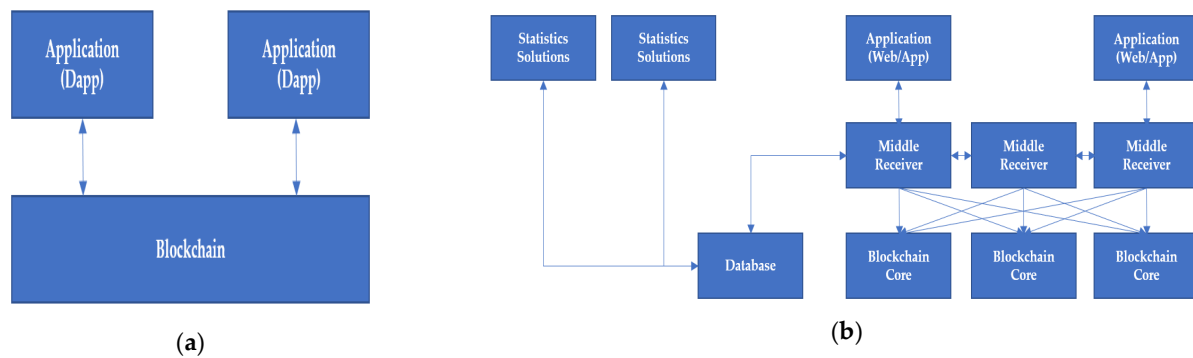 Application
(Dapp)
Application
(Dapp)
Blockchain
(a)
Statistics
Solutions
Statistics
Solutions
Application
(Web/App)
Application
(Web/App)
Middle
Receiver
Middle
Receiver
Middle
Receiver
Database
Blockchain
Core
Blockchain
Core
Blockchain
Core
(b)